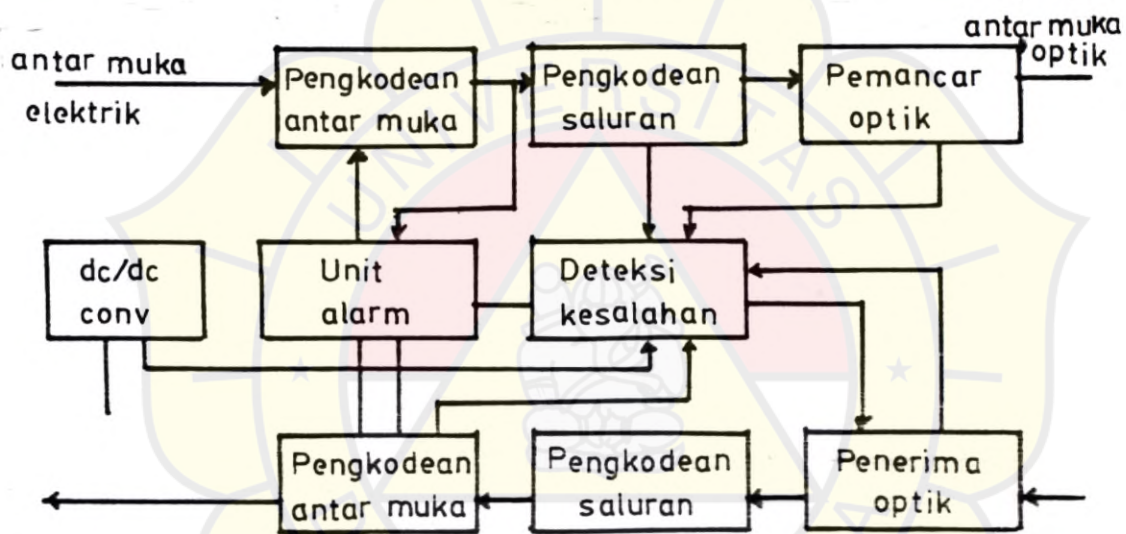 antar muka
elektrik
Pengkodean
antar muka
Pengkodean
saluran
Pemancar
optik
antar muka
optik
dc/dc
conv
Unit
alarm
Deteksi
kesalahan
Pengkodean
antar muka
Pengkodean
saluran
Penerima
optik
UNIVERSITAS